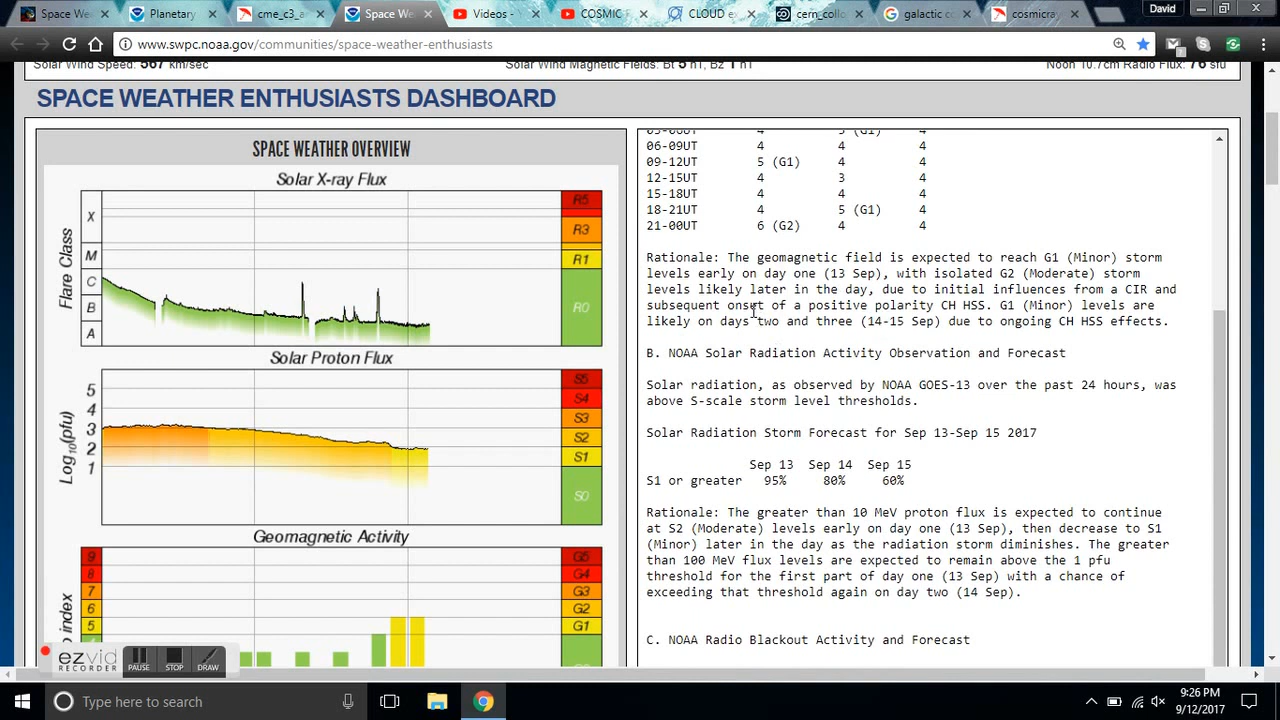 Space We
Planetary
cme_c3_
Space We
Videos -
COSMIC
CLOUD e
cern_collo
galactic co
cosmicray
David
www.swpc.noaa.gov/communities/space-weather-enthusiasts
Solar Wind Speed: 567 km/sec
Solar Wind Magnetic Fields: Bt 5 nT, Bz 1 nT
Noon 10.7cm Radio Flux: 76 sfu
SPACE WEATHER ENTHUSIASTS DASHBOARD
SPACE WEATHER OVERVIEW
Solar X-ray Flux
Flare Class
X
M
C
B
A
R5
R3
R1
R0
Solar Proton Flux
Log10(pfu)
5
4
3
2
1
S5
S4
S3
S2
S1
S0
Geomagnetic Activity
index
9
8
7
6
5
G5
G4
G3
G2
G1
03-06UT 4 5 (G1) 4
06-09UT 4 4 4
09-12UT 5 (G1) 4 4
12-15UT 4 3 4
15-18UT 4 4 4
18-21UT 4 5 (G1) 4
21-00UT 6 (G2) 4 4
Rationale: The geomagnetic field is expected to reach G1 (Minor) storm
levels early on day one (13 Sep), with isolated G2 (Moderate) storm
levels likely later in the day, due to initial influences from a CIR and
subsequent onset of a positive polarity CH HSS. G1 (Minor) levels are
likely on days two and three (14-15 Sep) due to ongoing CH HSS effects.
B. NOAA Solar Radiation Activity Observation and Forecast
Solar radiation, as observed by NOAA GOES-13 over the past 24 hours, was
above S-scale storm level thresholds.
Solar Radiation Storm Forecast for Sep 13-Sep 15 2017
Sep 13 Sep 14 Sep 15
S1 or greater 95% 80% 60%
Rationale: The greater than 10 MeV proton flux is expected to continue
at S2 (Moderate) levels early on day one (13 Sep), then decrease to S1
(Minor) later in the day as the radiation storm diminishes. The greater
than 100 MeV flux levels are expected to remain above the 1 pfu
threshold for the first part of day one (13 Sep) with a chance of
exceeding that threshold again on day two (14 Sep).
C. NOAA Radio Blackout Activity and Forecast
ezvid
RECORDER
PAUSE
STOP
DRAW
Type here to search
9:26 PM
9/12/2017